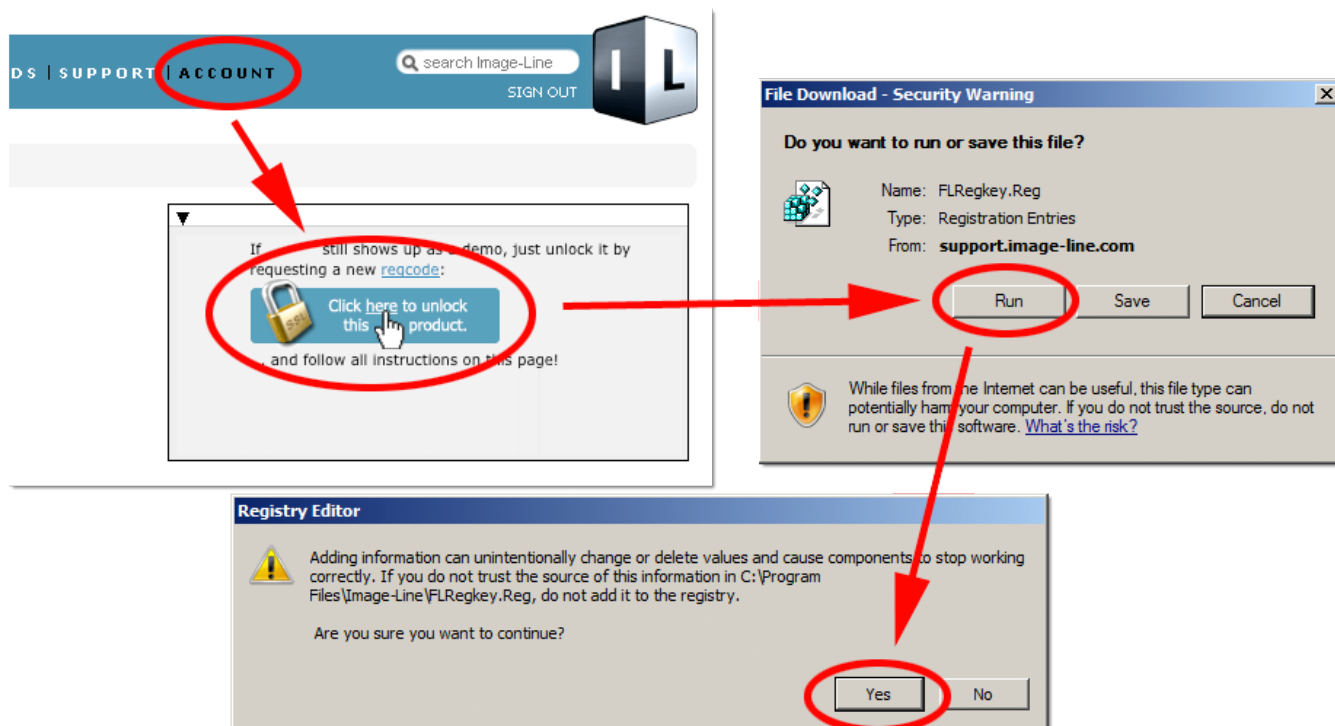 DS | SUPPORT | ACCOUNT
search Image-Line
SIGN OUT
I L
If still shows up as a demo, just unlock it by
requesting a new regcode:
SSL
Click here to unlock
this product.
, and follow all instructions on this page!
File Download - Security Warning
Do you want to run or save this file?
Name: FLRegkey.Reg
Type: Registration Entries
From: support.image-line.com
Run Save Cancel
While files from the Internet can be useful, this file type can
potentially harm your computer. If you do not trust the source, do not
run or save this software. What's the risk?
Registry Editor
Adding information can unintentionally change or delete values and cause components to stop working
correctly. If you do not trust the source of this information in C:\Program
Files\Image-Line\FLRegkey.Reg, do not add it to the registry.
Are you sure you want to continue?
Yes No